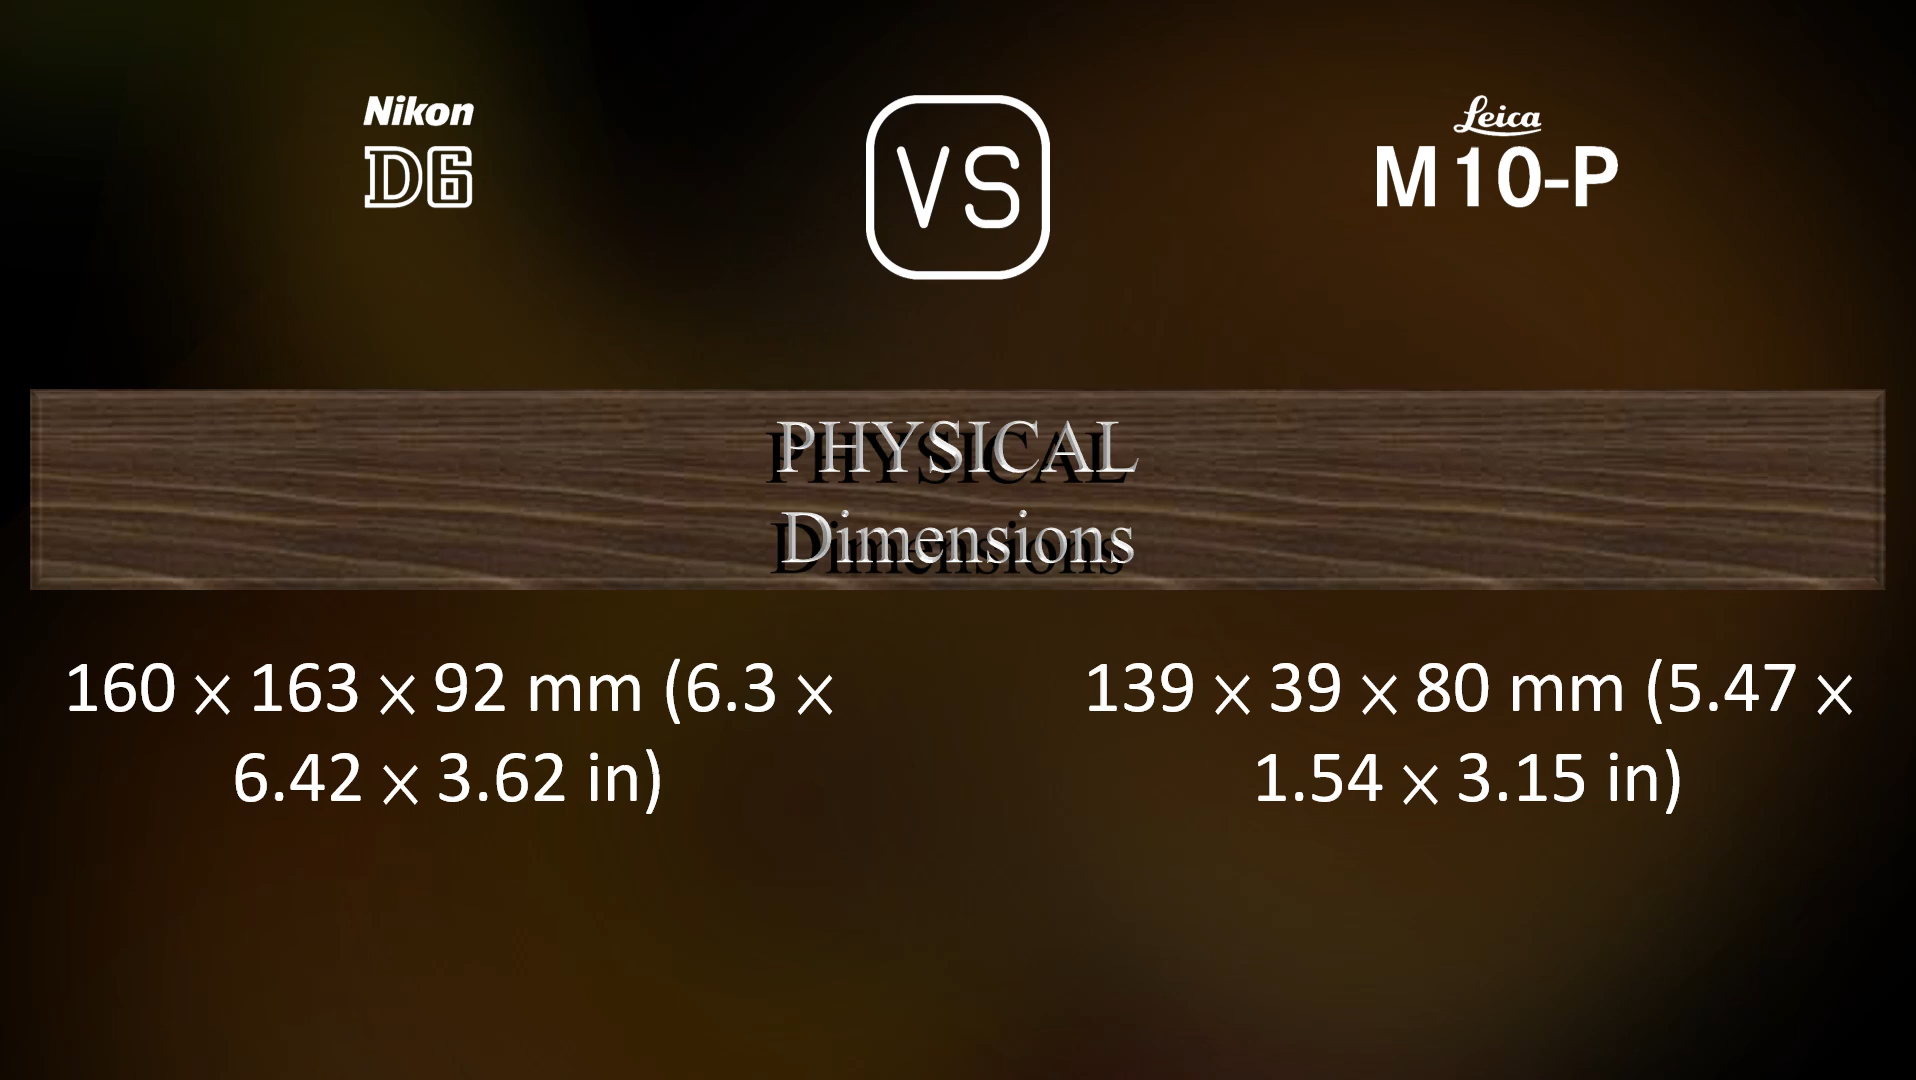 Nikon
D6
VS
Leica
M10-P
PHYSICAL
Dimensions
160 x 163 x 92 mm (6.3 x
6.42 x 3.62 in)
139 x 39 x 80 mm (5.47 x
1.54 x 3.15 in)